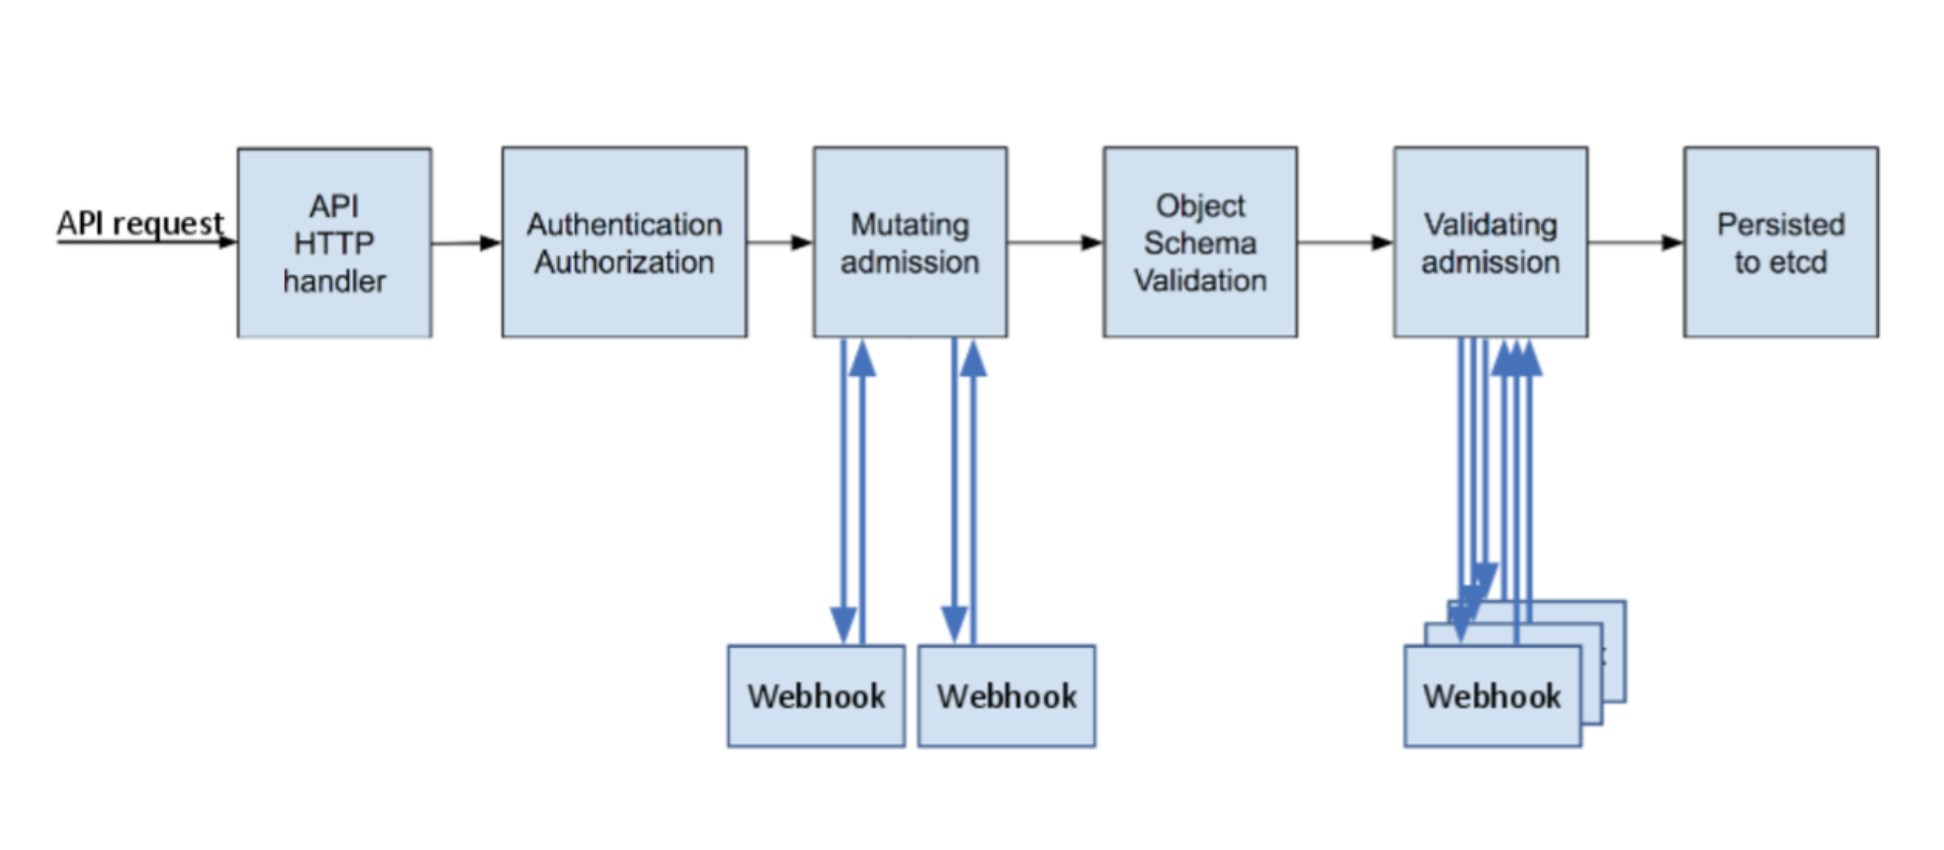 API request
API
HTTP
handler
Authentication
Authorization
Mutating
admission
Object
Schema
Validation
Validating
admission
Persisted
to etcd
Webhook
Webhook
Webhook